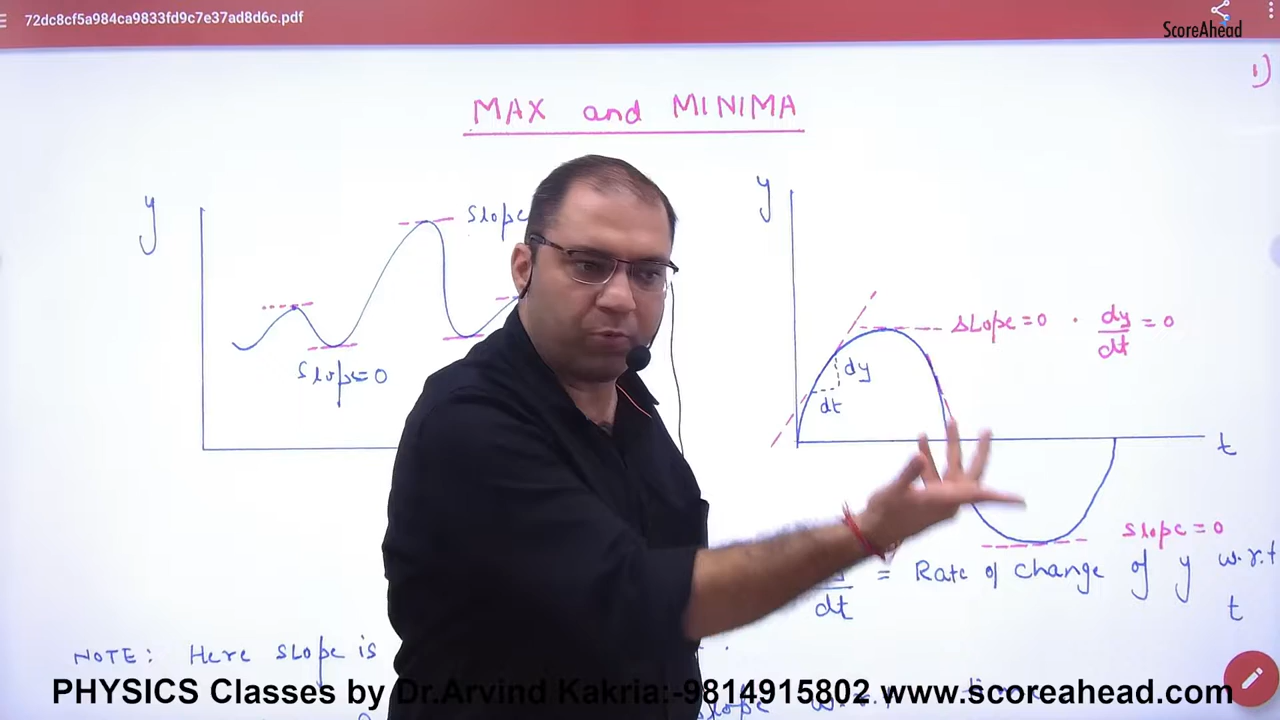 72dc8cf5a984ca9833fd9c7e37ad8d6c.pdf
ScoreAhead
1)
MAX and MINIMA
y
Slope
Slope=0
y
Slope=0 . dy/dt = 0
dy
dt
t
Slope=0
dt = Rate of change of y w.r.t
t
NOTE: Here slope is
PHYSICS Classes by Dr.Arvind Kakria:-9814915802 www.scoreahead.com